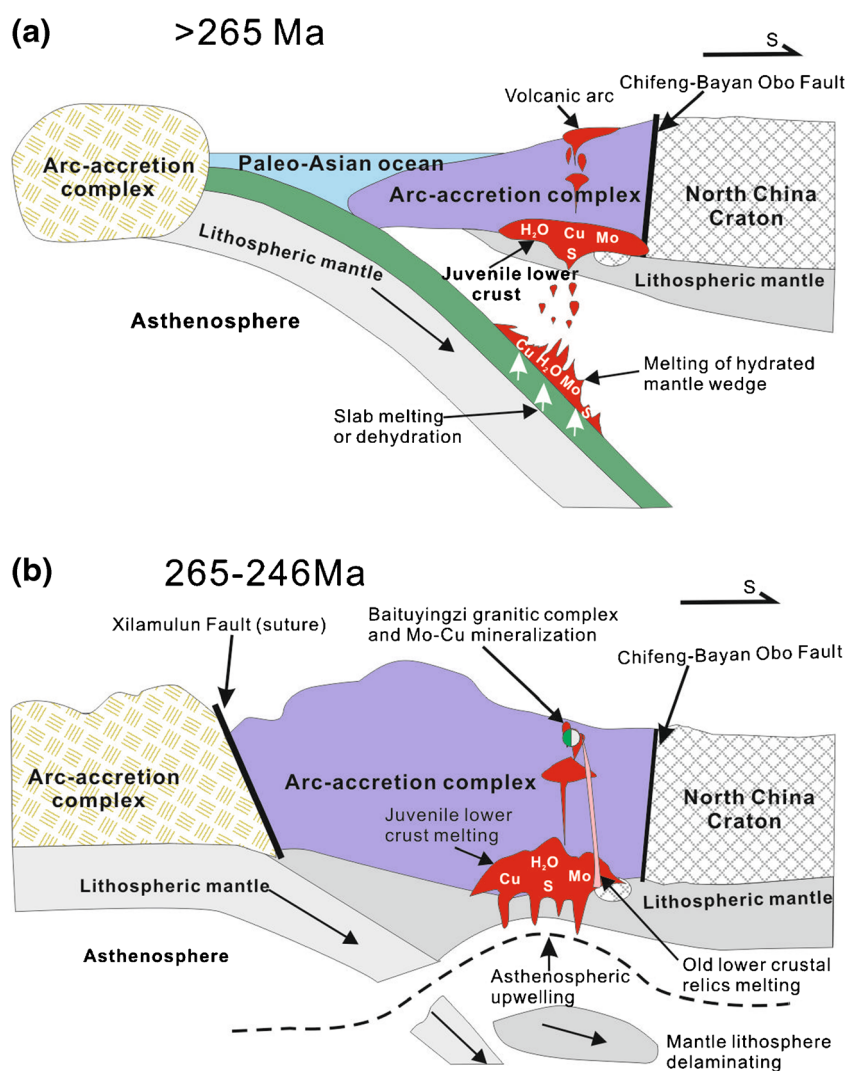 (a) >265 Ma
S
Chifeng-Bayan Obo Fault
Volcanic arc
Arc-accretion
complex
Paleo-Asian ocean
Arc-accretion complex
North China
Craton
H₂O Cu Mo
S
Lithospheric mantle
Juvenile lower
crust
Lithospheric mantle
Asthenosphere
Cu H₂O Mo S
Melting of hydrated
mantle wedge
Slab melting
or dehydration
(b) 265-246Ma
S
Baituyingzi granitic complex
and Mo-Cu mineralization
Xilamulun Fault (suture)
Chifeng-Bayan Obo Fault
Arc-accretion
complex
Arc-accretion complex
North China
Craton
Juvenile lower
crust melting
H₂O
Cu S Mo
Lithospheric mantle
Lithospheric mantle
Asthenosphere
Old lower crustal
relics melting
Asthenospheric
upwelling
Mantle lithosphere
delaminating